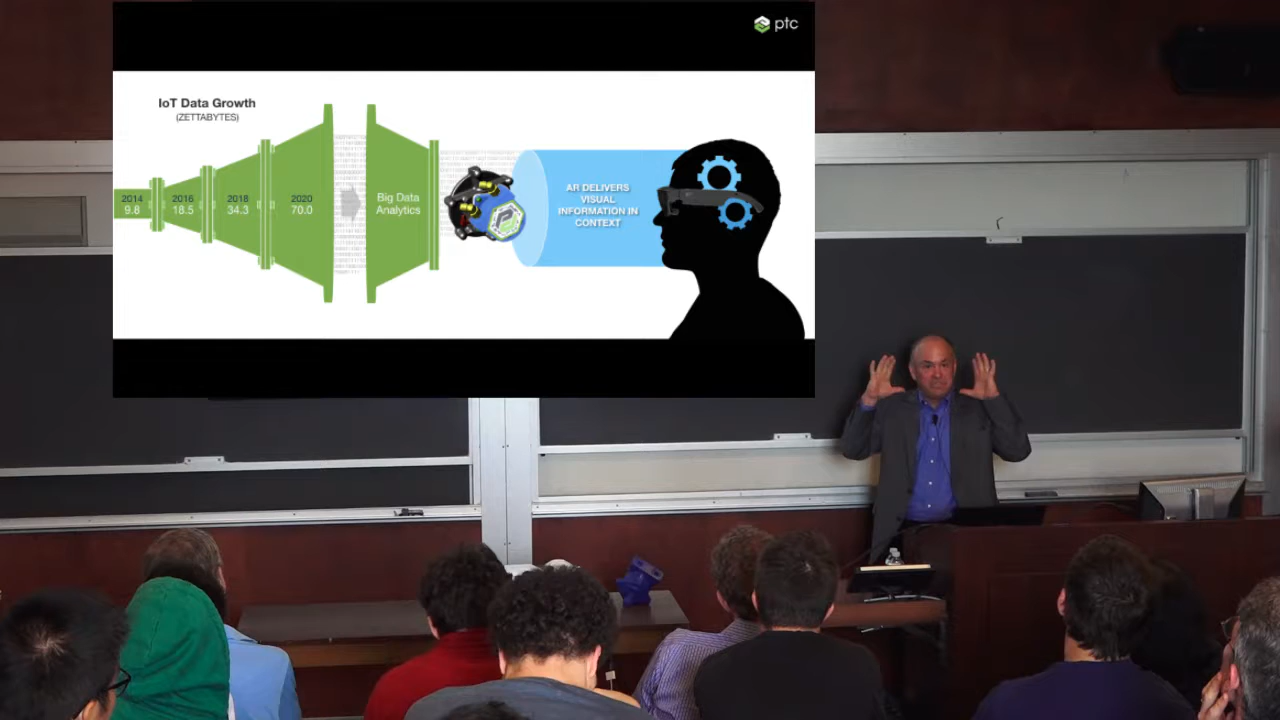 ptc
IoT Data Growth
(ZETTABYTES)
2014
9.8
2016
18.5
2018
34.3
2020
70.0
Big Data
Analytics
AR DELIVERS
VISUAL
INFORMATION IN
CONTEXT